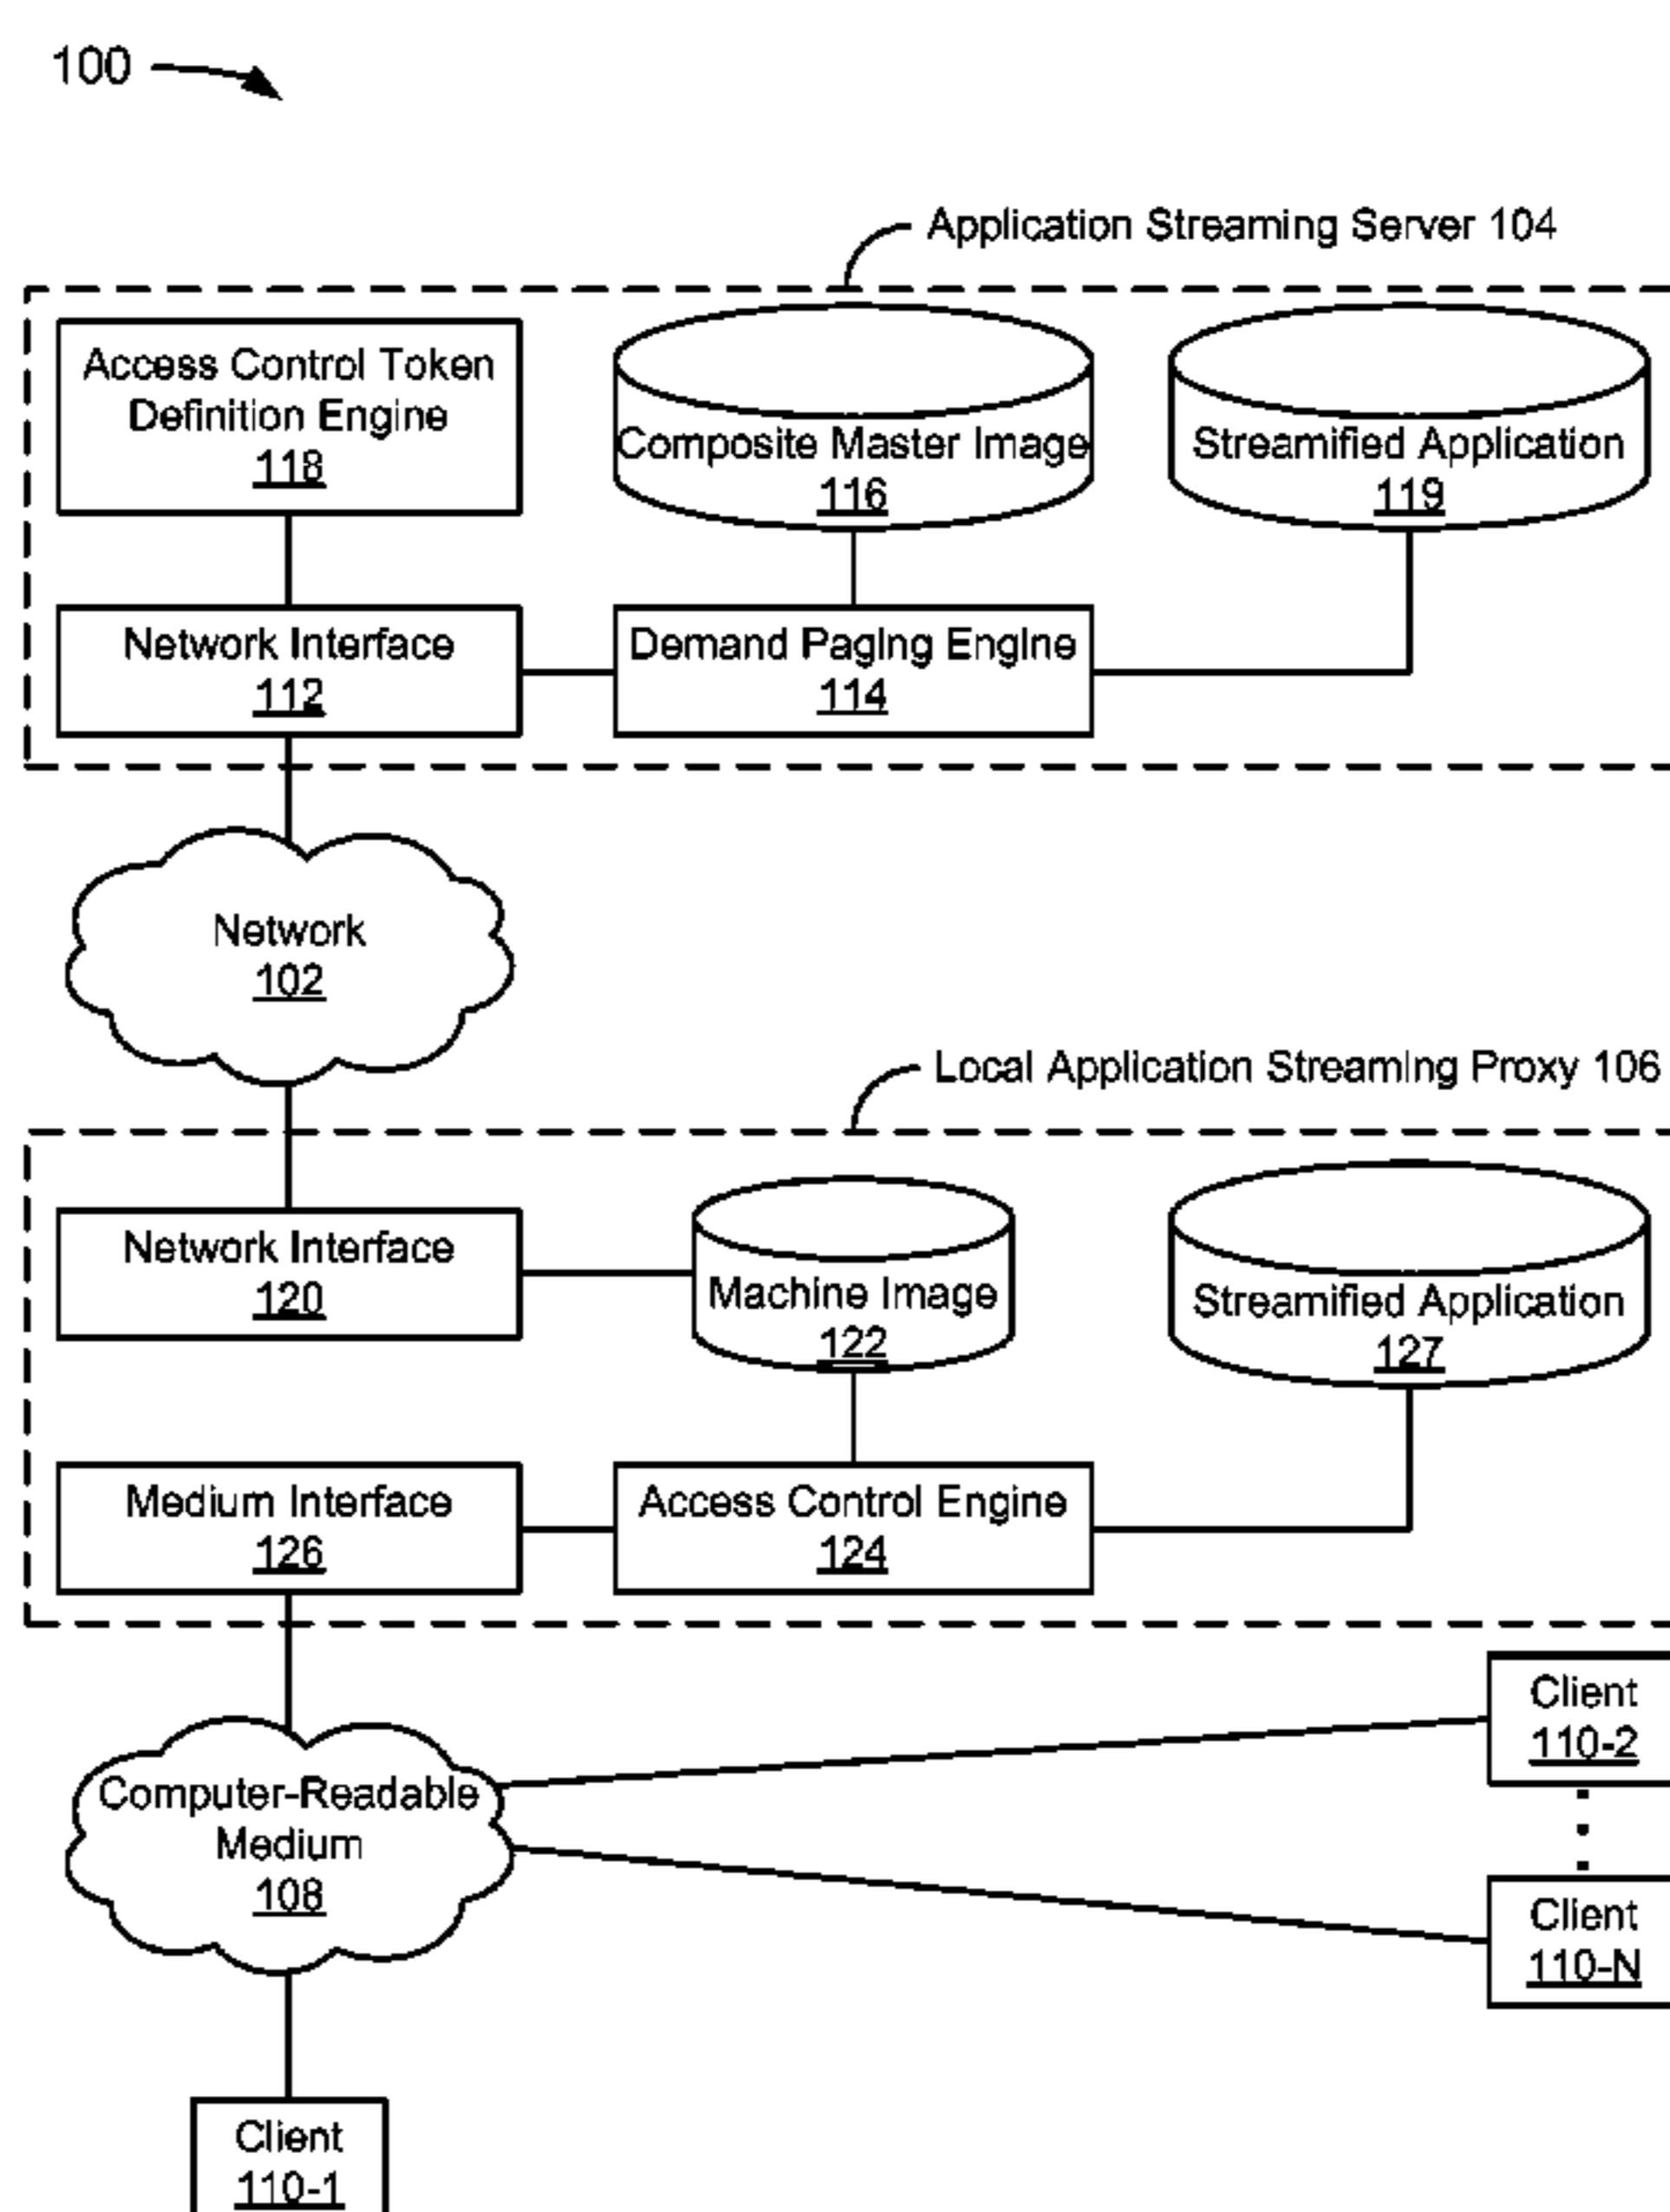 100
Application Streaming Server 104
Access Control Token
Definition Engine
118
Composite Master Image
116
Streamified Application
119
Network Interface
112
Demand Paging Engine
114
Network
102
Local Application Streaming Proxy 106
Network Interface
120
Machine Image
122
Streamified Application
127
Medium Interface
126
Access Control Engine
124
Client
110-2
Computer-Readable
Medium
108
Client
110-N
Client
110-1